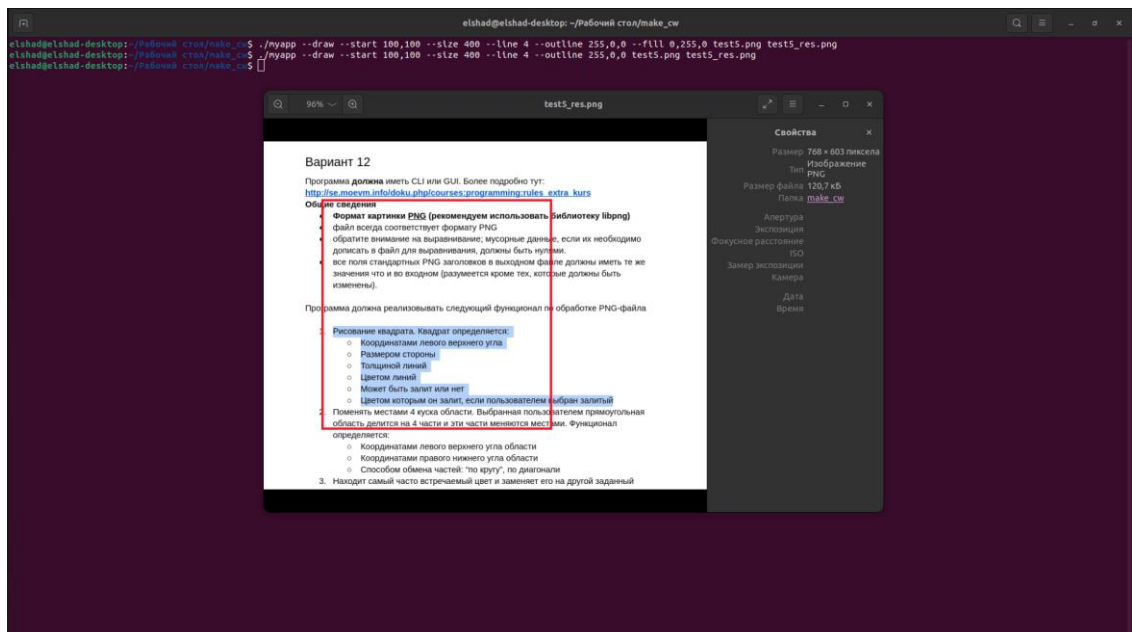 elshad@elshad-desktop: ~/Рабочий стол/make_cw
elshad@elshad-desktop:~/Рабочий стол/make_cw$ ./myapp --draw --start 100,100 --size 400 --line 4 --outline 255,0,0 --fill 0,255,0 test5.png test5_res.png
elshad@elshad-desktop:~/Рабочий стол/make_cw$ ./myapp --draw --start 100,100 --size 400 --line 4 --outline 255,0,0 test5.png test5_res.png
elshad@elshad-desktop:~/Рабочий стол/make_cw$
96% test5_res.png
Вариант 12
Программа должна иметь CLI или GUI. Более подробно тут:
http://se.moevm.info/doku.php/courses:programming:rules_extra_kurs
Общие сведения
• Формат картинки PNG (рекомендуем использовать библиотеку libpng)
• файл всегда соответствует формату PNG
• обратите внимание на выравнивание; мусорные данные, если их необходимо
дописать в файл для выравнивания, должны быть нулями.
• все поля стандартных PNG заголовков в выходном файле должны иметь те же
значения что и во входном (разумеется кроме тех, которые должны быть
изменены).
Программа должна реализовывать следующий функционал по обработке PNG-файла
1. Рисование квадрата. Квадрат определяется:
○ Координатами левого верхнего угла
○ Размером стороны
○ Толщиной линий
○ Цветом линий
○ Может быть залит или нет
○ Цветом которым он залит, если пользователем выбран залитый
2. Поменять местами 4 куска области. Выбранная пользователем прямоугольная
область делится на 4 части и эти части меняются местами. Функционал
определяется:
○ Координатами левого верхнего угла области
○ Координатами правого нижнего угла области
○ Способом обмена частей: "по кругу", по диагонали
3. Находит самый часто встречаемый цвет и заменяет его на другой заданный
Свойства
Размер 768 × 603 пиксела
Тип Изображение PNG
Размер файла 120,7 кБ
Папка make_cw
Апертура
Экспозиция
Фокусное расстояние
ISO
Замер экспозиции
Камера
Дата
Время